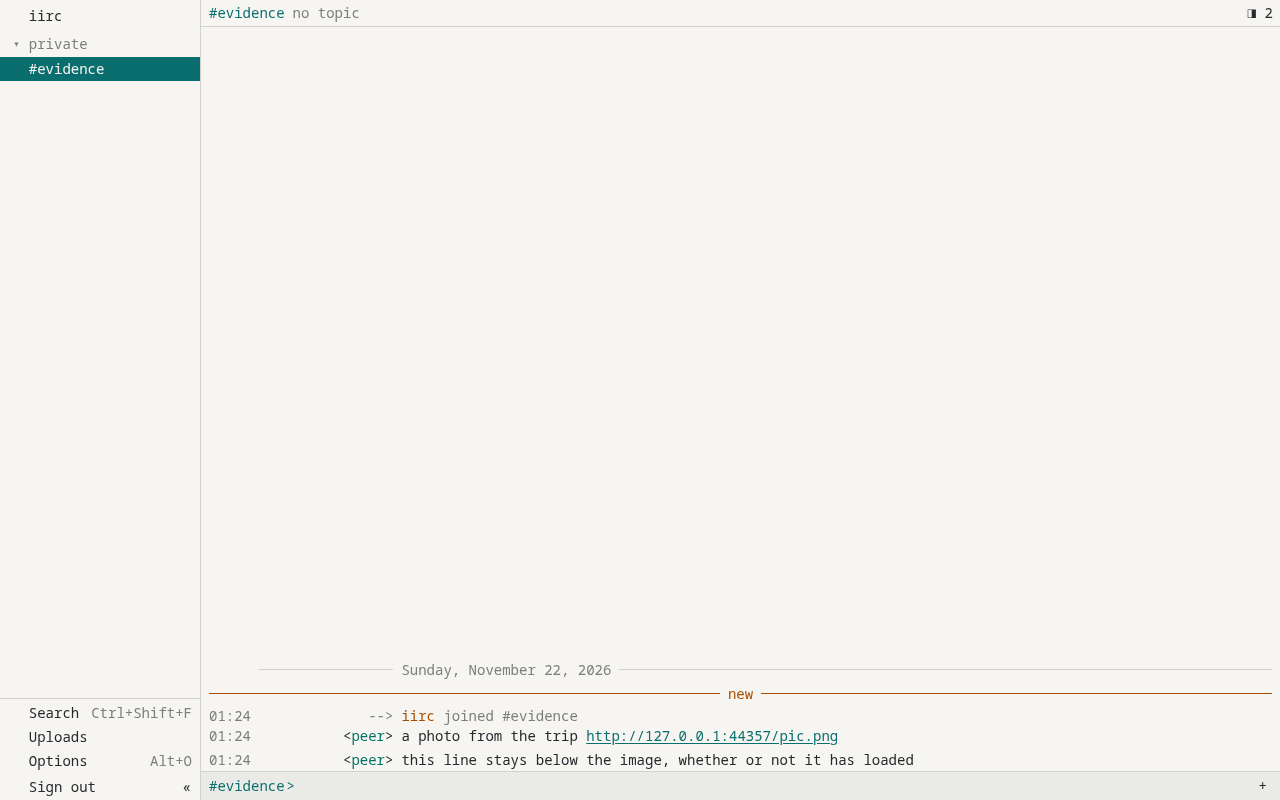 iirc
▾ private
#evidence
Search Ctrl+Shift+F
Uploads
Options Alt+O
Sign out «
#evidence no topic
◨ 2
Sunday, November 22, 2026
new
01:24 --> iirc joined #evidence
01:24 <peer> a photo from the trip http://127.0.0.1:44357/pic.png
01:24 <peer> this line stays below the image, whether or not it has loaded
#evidence> +